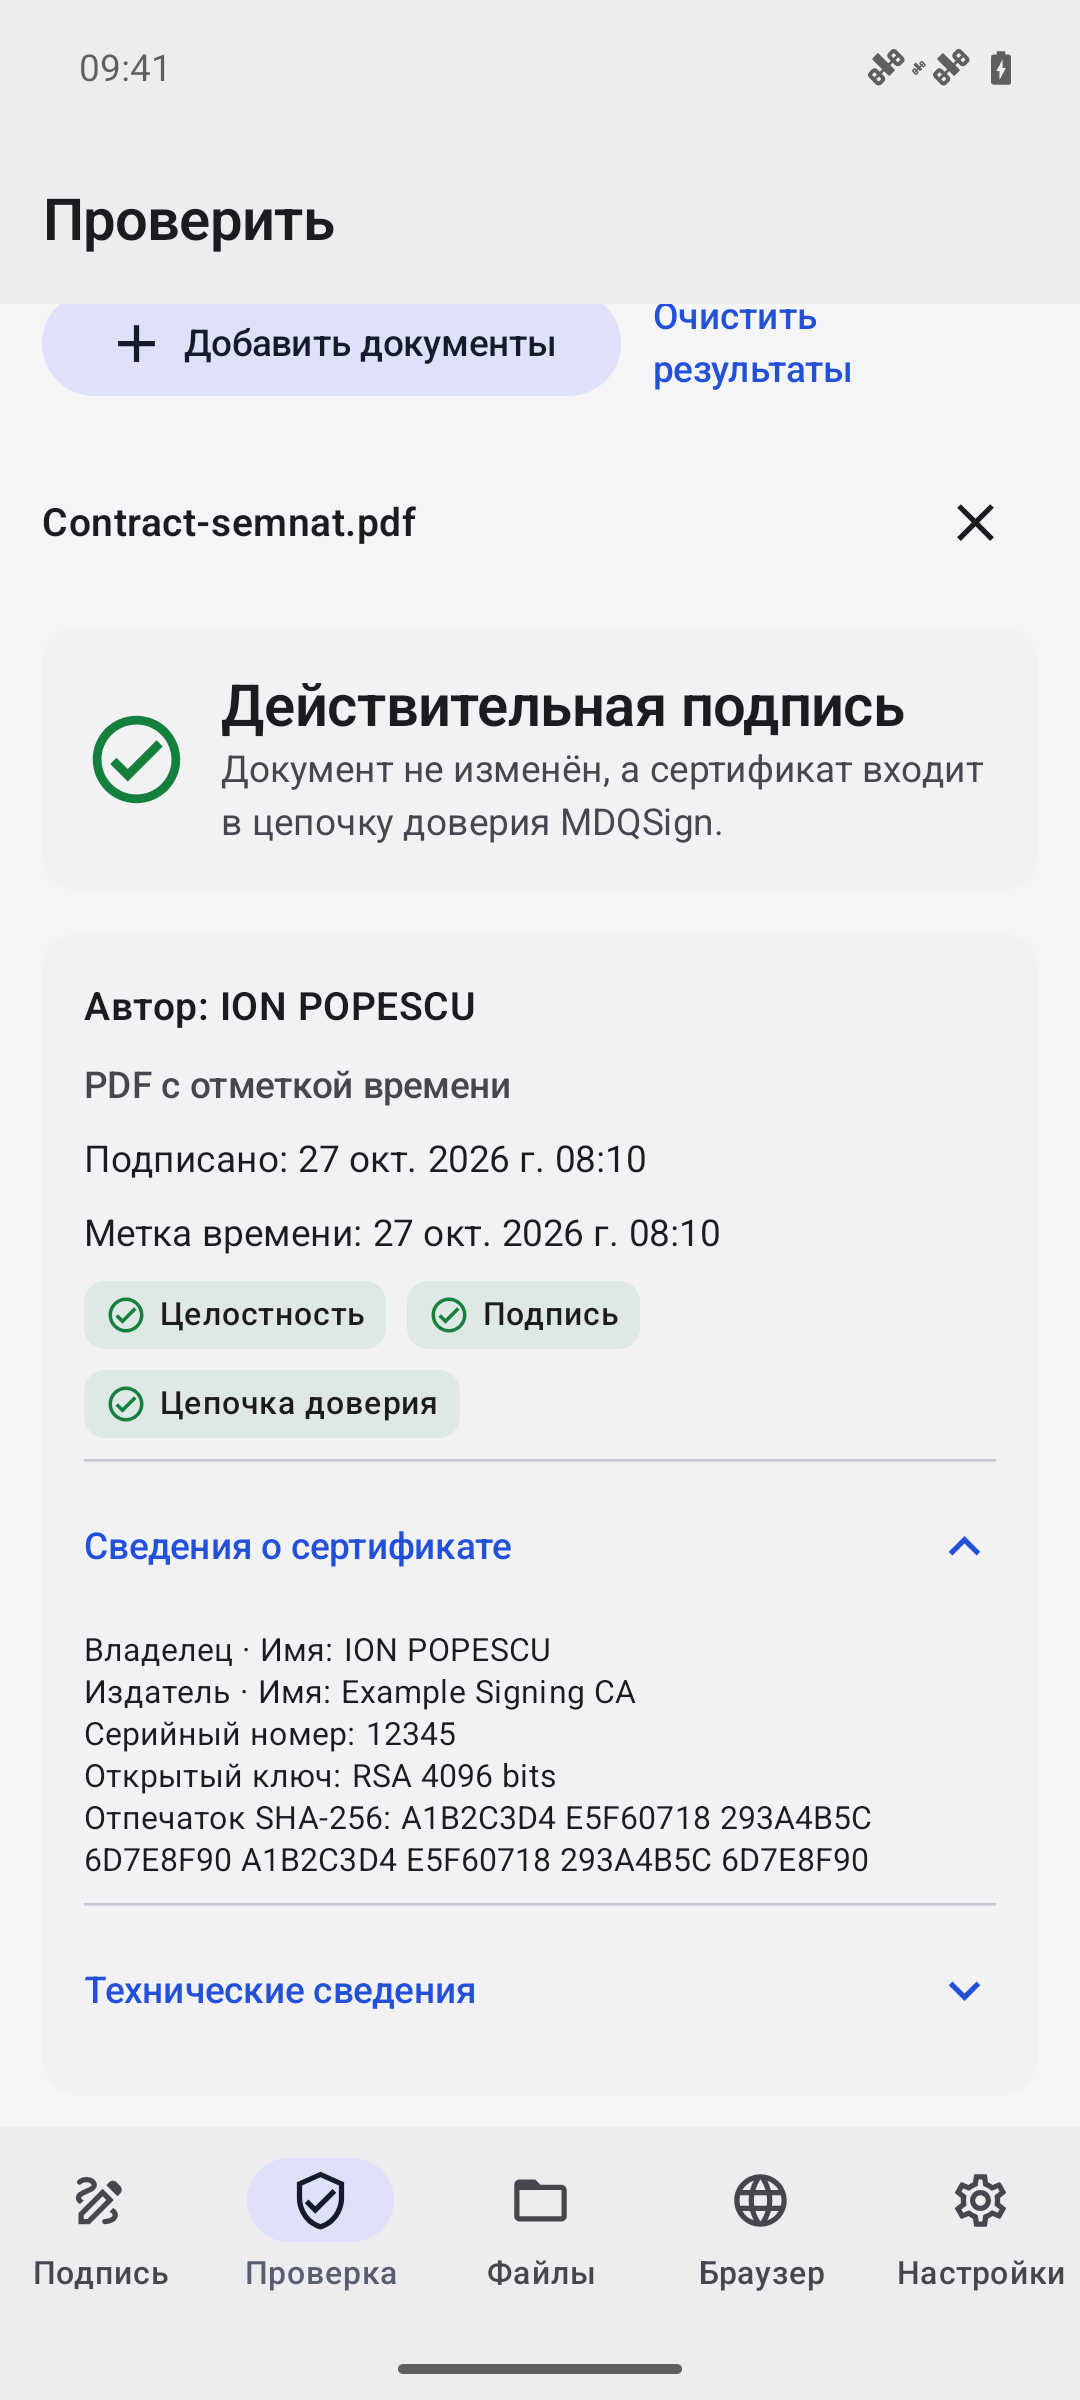 09:41
Проверить
Добавить документы
Очистить
результаты
Contract-semnat.pdf
Действительная подпись
Документ не изменён, а сертификат входит
в цепочку доверия MDQSign.
Автор: ION POPESCU
PDF с отметкой времени
Подписано: 27 окт. 2026 г. 08:10
Метка времени: 27 окт. 2026 г. 08:10
Целостность
Подпись
Цепочка доверия
Сведения о сертификате
Владелец · Имя: ION POPESCU
Издатель · Имя: Example Signing CA
Серийный номер: 12345
Открытый ключ: RSA 4096 bits
Отпечаток SHA-256: A1B2C3D4 E5F60718 293A4B5C
6D7E8F90 A1B2C3D4 E5F60718 293A4B5C 6D7E8F90
Технические сведения
Подпись
Проверка
Файлы
Браузер
Настройки